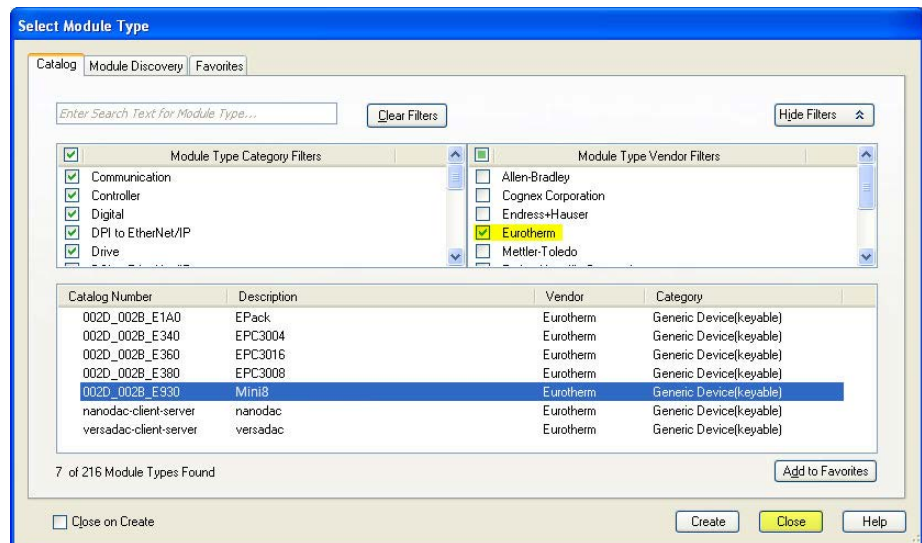 Select Module Type
Catalog Module Discovery Favorites
Enter Search Text for Module Type...
Clear Filters
Hide Filters
Module Type Category Filters
Communication
Controller
Digital
DPI to EtherNet/IP
Drive
Module Type Vendor Filters
Allen-Bradley
Cognex Corporation
Endress+Hauser
Eurotherm
Mettler-Toledo
Catalog Number Description Vendor Category
002D_002B_E1A0 EPack Eurotherm Generic Device(keyable)
002D_002B_E340 EPC3004 Eurotherm Generic Device(keyable)
002D_002B_E360 EPC3016 Eurotherm Generic Device(keyable)
002D_002B_E380 EPC3008 Eurotherm Generic Device(keyable)
002D_002B_E930 Mini8 Eurotherm Generic Device(keyable)
nanodac-client-server nanodac Eurotherm Generic Device(keyable)
versadac-client-server versadac Eurotherm Generic Device(keyable)
7 of 216 Module Types Found
Add to Favorites
Close on Create
Create Close Help